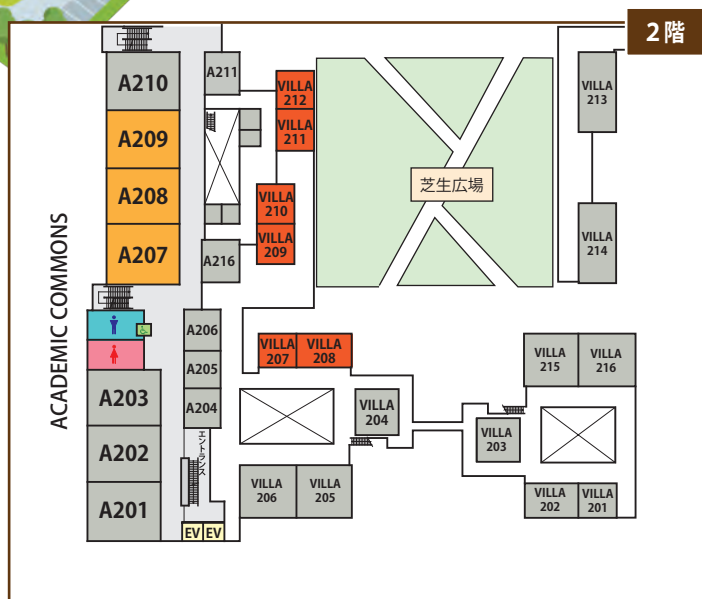 2階
A210
A211
VILLA
212
VILLA
211
VILLA
213
A209
A208
芝生広場
VILLA
210
VILLA
209
A207
A216
VILLA
214
ACADEMIC COMMONS
A206
A205
A204
VILLA
207
VILLA
208
VILLA
215
VILLA
216
A203
VILLA
204
VILLA
203
エントランス
A202
VILLA
206
VILLA
205
VILLA
202
VILLA
201
A201
EV
EV